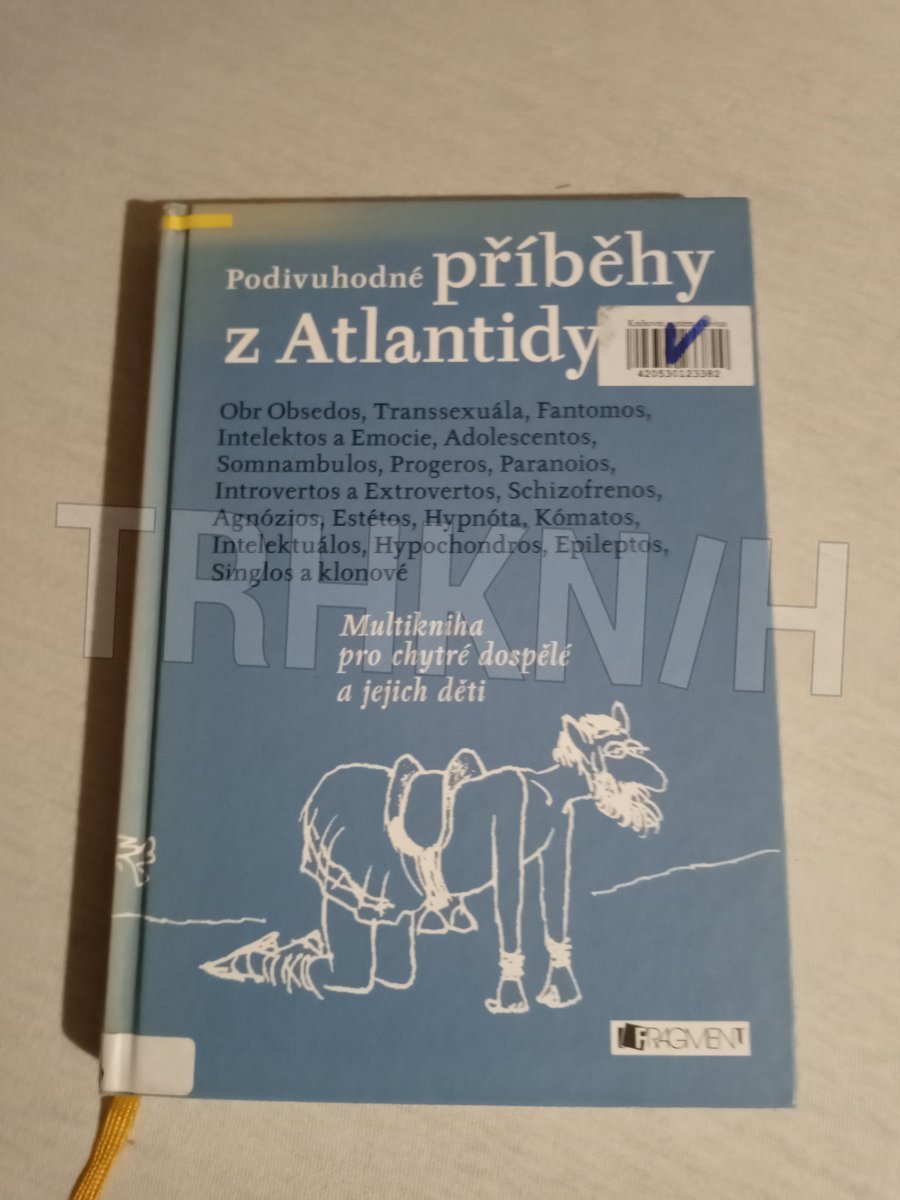 Podivuhodné příběhy
z Atlantidy
420530123382
Obr Obsedos, Transsexuála, Fantomos,
Intelektos a Emocie, Adolescentos,
Somnambulos, Progeros, Paranoios,
Introvertos a Extrovertos, Schizofrenos,
Agnózios, Estétos, Hypnóta, Kómatos,
Intelektuálos, Hypochondros, Epileptos,
Singlos a klonové
TRHKN/H
Multikniha
pro chytré dospělé
a jejich děti
FRAGMENT